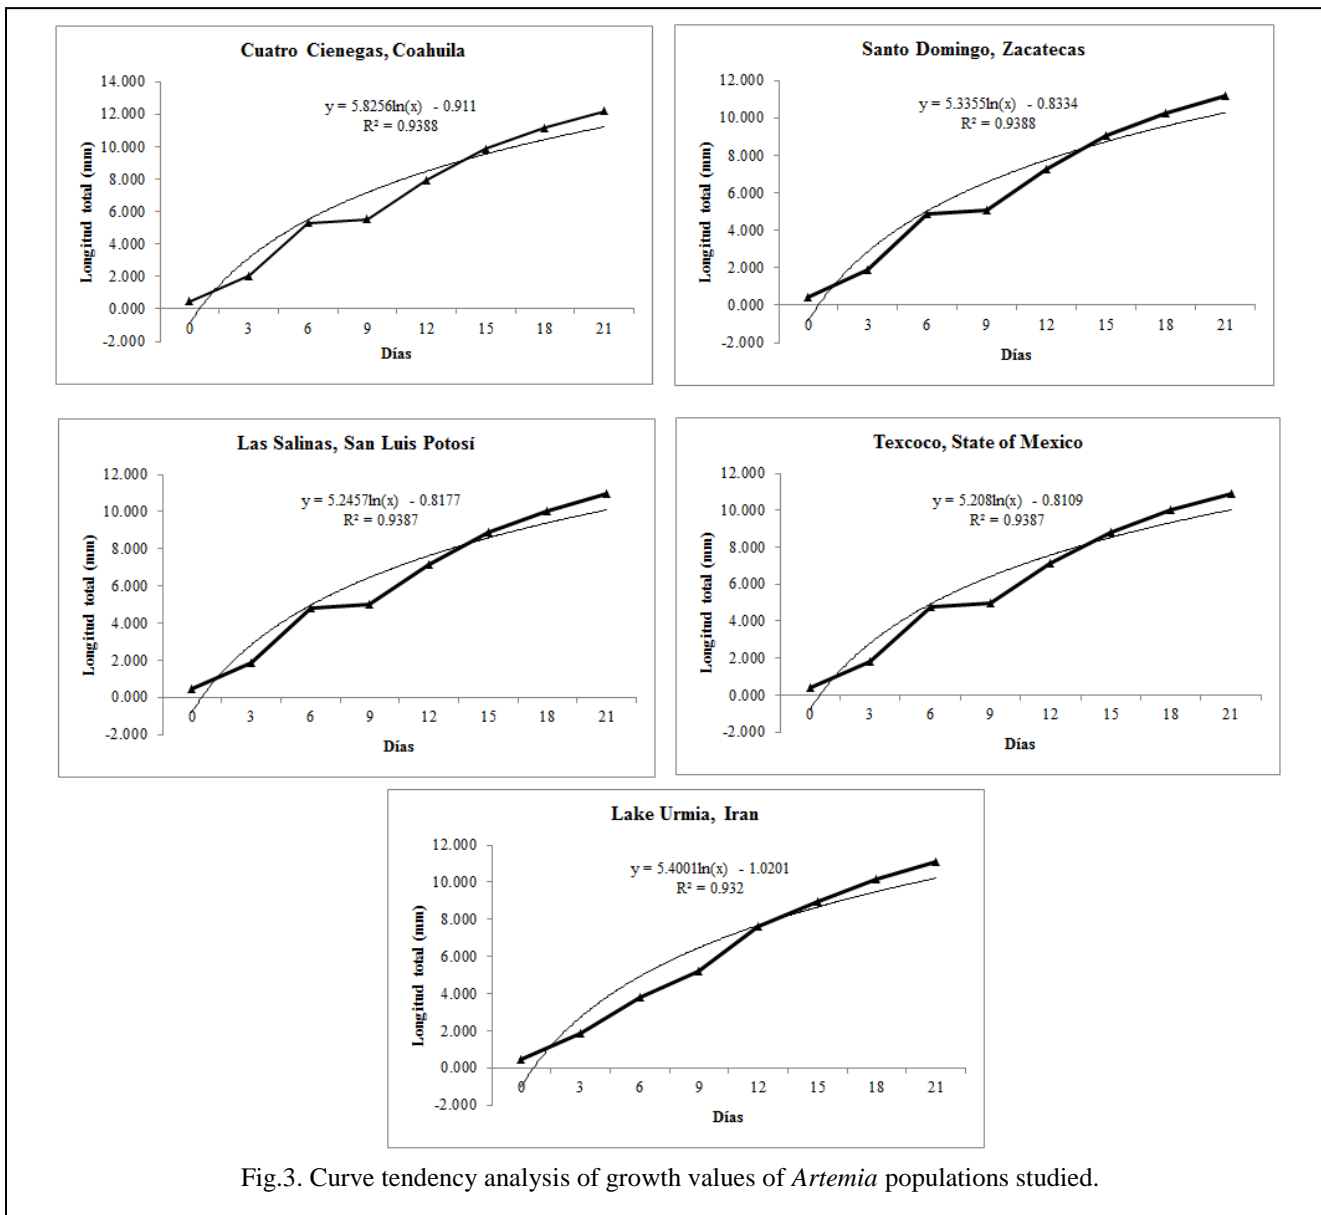 Cuatro Cienegas, Coahuila
y = 5.8256ln(x) - 0.911
R² = 0.9388
Longitud total (mm)
14.000
12.000
10.000
8.000
6.000
4.000
2.000
0.000
-2.000
0 3 6 9 12 15 18 21
Días
Santo Domingo, Zacatecas
y = 5.3355ln(x) - 0.8334
R² = 0.9388
Longitud total (mm)
12.000
10.000
8.000
6.000
4.000
2.000
0.000
-2.000
0 3 6 9 12 15 18 21
Días
Las Salinas, San Luis Potosí
y = 5.2457ln(x) - 0.8177
R² = 0.9387
Longitud total (mm)
12.000
10.000
8.000
6.000
4.000
2.000
0.000
-2.000
0 3 6 9 12 15 18 21
Días
Texcoco, State of Mexico
y = 5.208ln(x) - 0.8109
R² = 0.9387
Longitud total (mm)
12.000
10.000
8.000
6.000
4.000
2.000
0.000
-2.000
0 3 6 9 12 15 18 21
Días
Lake Urmia, Iran
y = 5.4001ln(x) - 1.0201
R² = 0.932
Longitud total (mm)
12.000
10.000
8.000
6.000
4.000
2.000
0.000
-2.000
0 3 6 9 12 15 18 21
Días
Fig.3. Curve tendency analysis of growth values of Artemia populations studied.